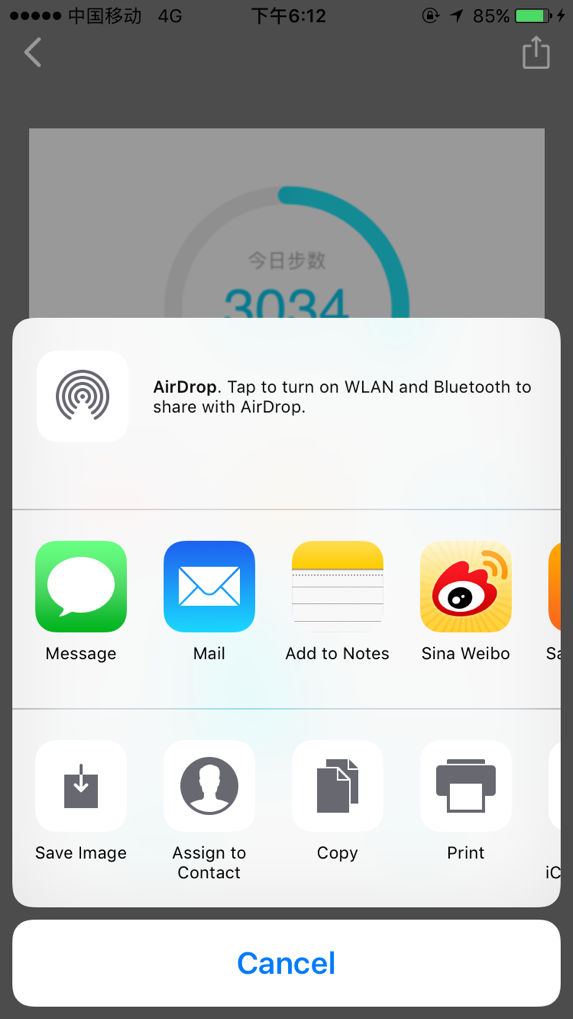 中国移动 4G 下午6:12 85%
今日步数
3034
AirDrop. Tap to turn on WLAN and Bluetooth to
share with AirDrop.
Message Mail Add to Notes Sina Weibo Sa
Save Image Assign to Contact Copy Print iC
Cancel